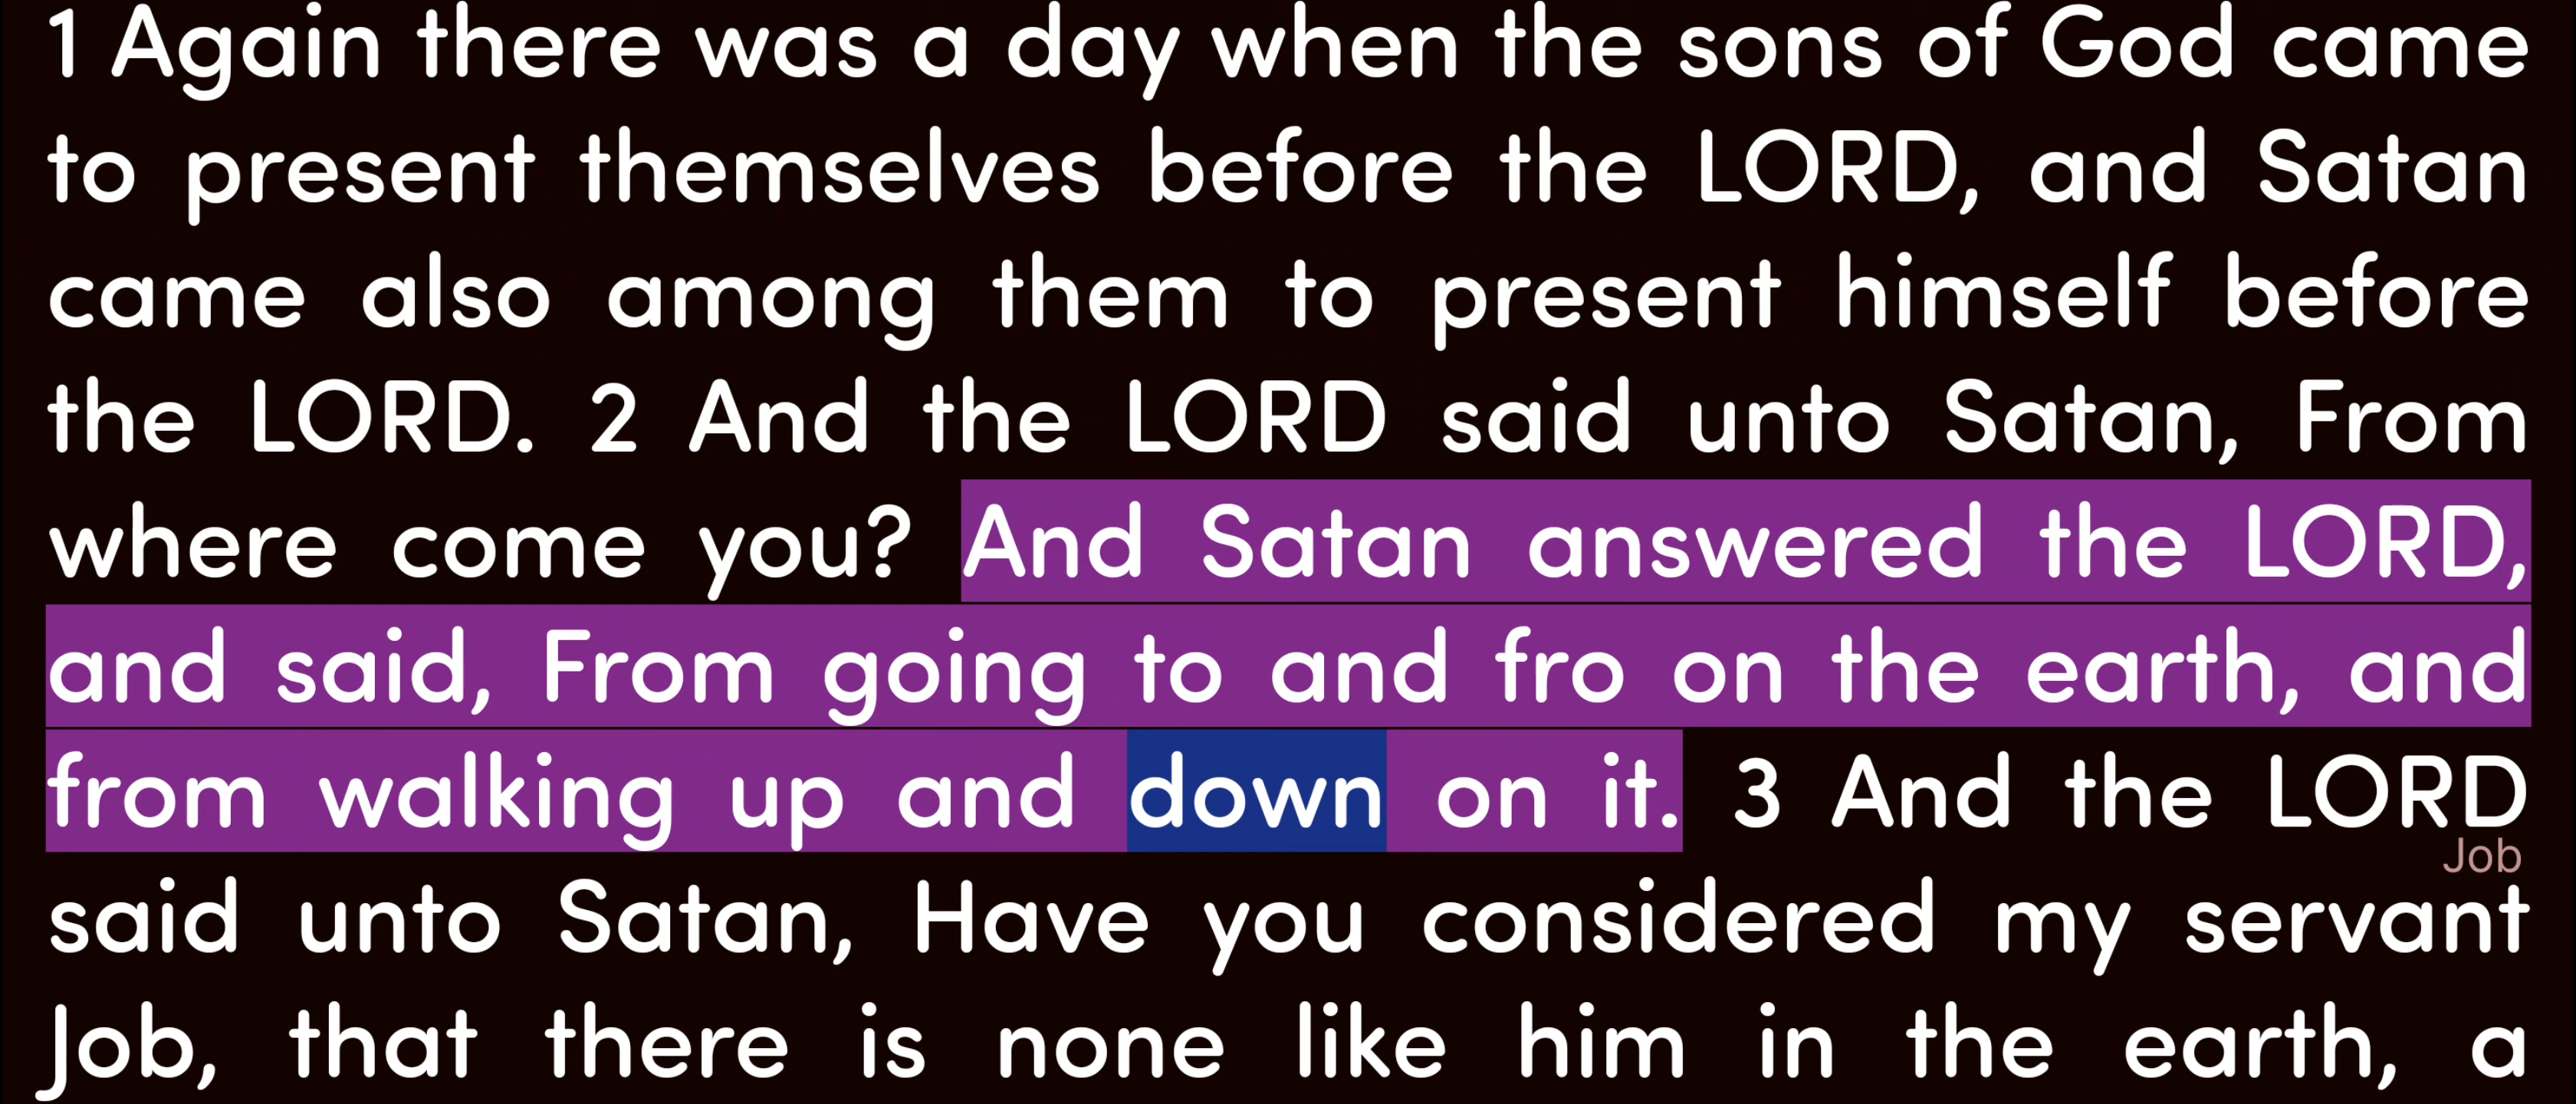 1 Again there was a day when the sons of God came
to present themselves before the LORD, and Satan
came also among them to present himself before
the LORD. 2 And the LORD said unto Satan, From
where come you? And Satan answered the LORD,
and said, From going to and fro on the earth, and
from walking up and down on it. 3 And the LORD
Job
said unto Satan, Have you considered my servant
Job, that there is none like him in the earth, a